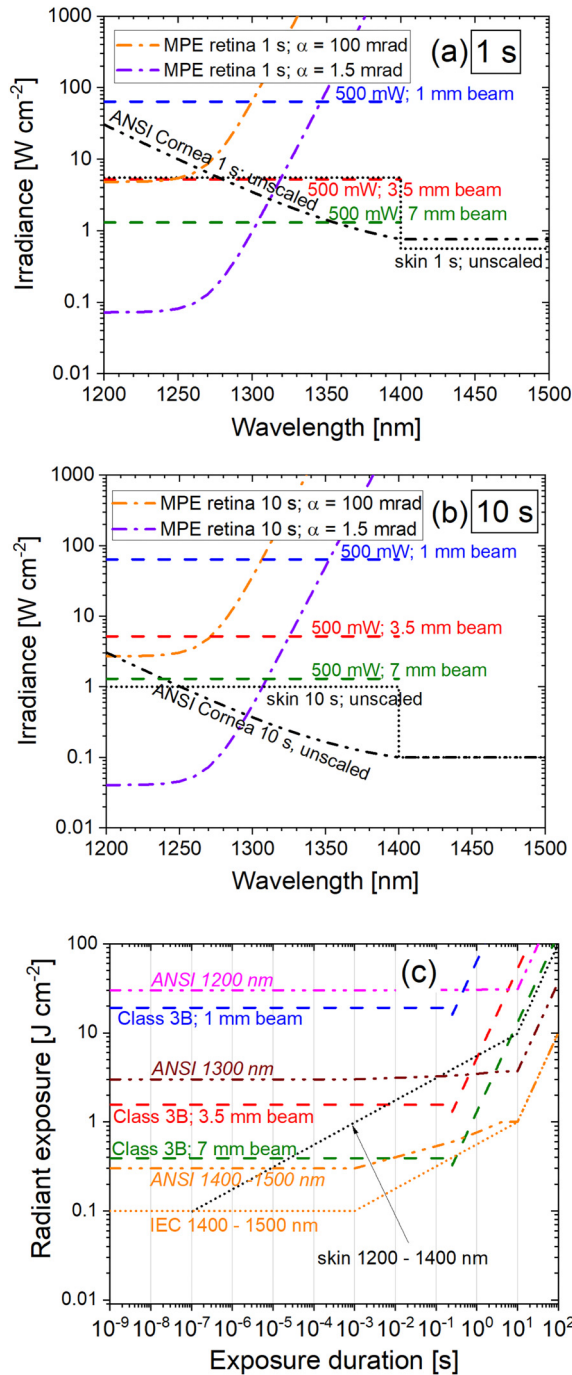 1000
MPE retina 1 s; α = 100 mrad
MPE retina 1 s; α = 1.5 mrad
(a) 1 s
100
500 mW; 1 mm beam
ANSI Cornea 1 s; unscaled
10
500 mW; 3.5 mm beam
500 mW; 7 mm beam
1
skin 1 s; unscaled
0.1
0.01
1200 1250 1300 1350 1400 1450 1500
Irradiance [W cm⁻²]
Wavelength [nm]
1000
MPE retina 10 s; α = 100 mrad
MPE retina 10 s; α = 1.5 mrad
(b) 10 s
100
500 mW; 1 mm beam
10
500 mW; 3.5 mm beam
500 mW; 7 mm beam
1
skin 10 s; unscaled
ANSI Cornea 10 s, unscaled
0.1
0.01
1200 1250 1300 1350 1400 1450 1500
Irradiance [W cm⁻²]
Wavelength [nm]
100
ANSI 1200 nm
(c)
Class 3B; 1 mm beam
10
ANSI 1300 nm
Class 3B; 3.5 mm beam
1
Class 3B; 7 mm beam
ANSI 1400 -1500 nm
0.1
IEC 1400 - 1500 nm
skin 1200 - 1400 nm
0.01
10⁻⁹ 10⁻⁸ 10⁻⁷ 10⁻⁶ 10⁻⁵ 10⁻⁴ 10⁻³ 10⁻² 10⁻¹ 10⁰ 10¹ 10²
Radiant exposure [J cm⁻²]
Exposure duration [s]